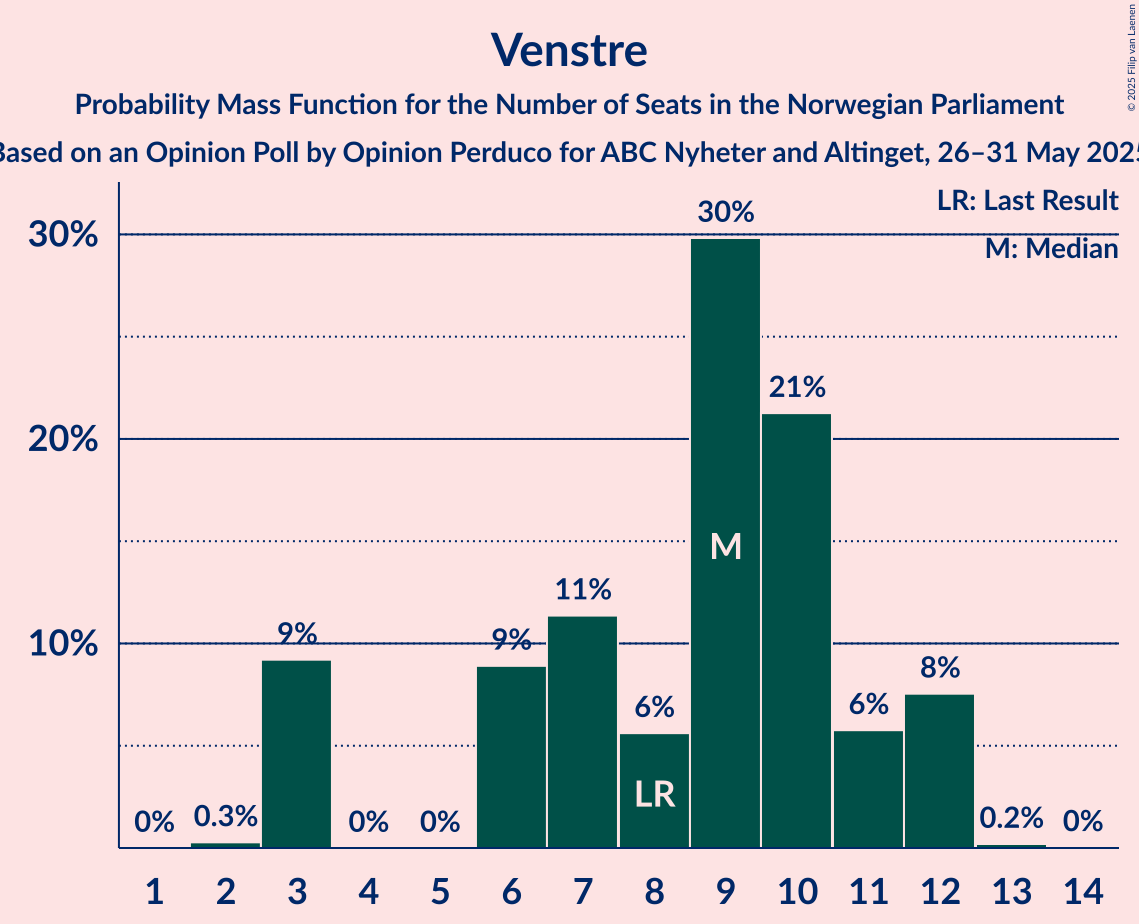 © 2025 Filip van Laenen
Venstre
Probability Mass Function for the Number of Seats in the Norwegian Parliament
Based on an Opinion Poll by Opinion Perduco for ABC Nyheter and Altinget, 26–31 May 2025
LR: Last Result
M: Median
30%
20%
10%
0% 0.3% 9% 0% 0% 9% 11% 6% 30% 21% 6% 8% 0.2% 0%
M
LR
1 2 3 4 5 6 7 8 9 10 11 12 13 14